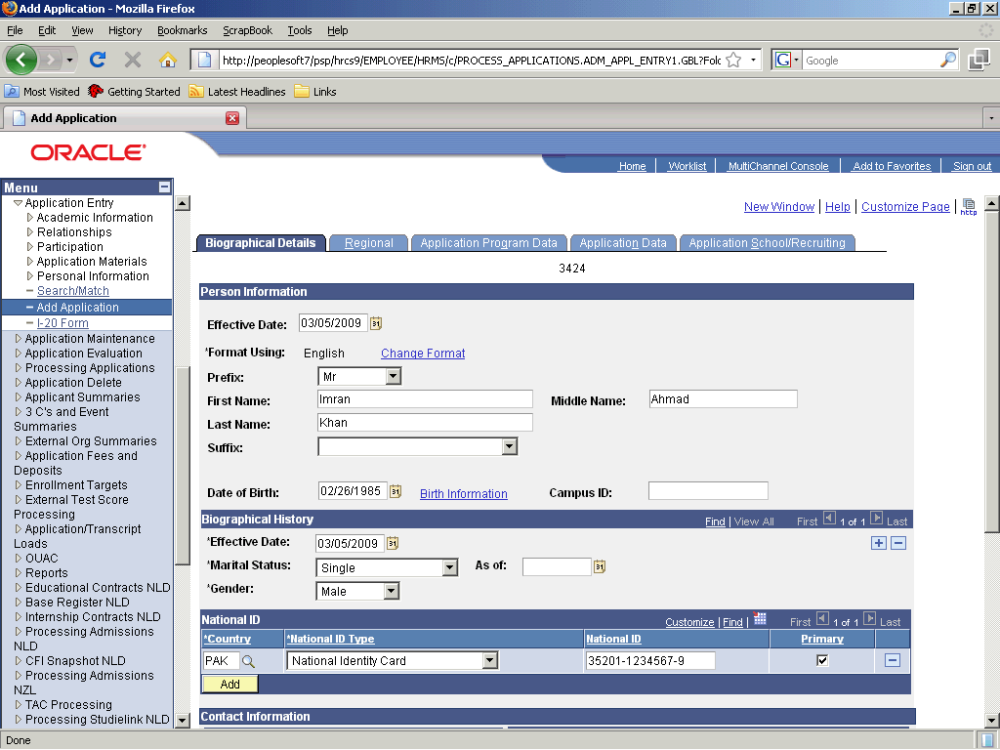 Add Application - Mozilla Firefox
File Edit View History Bookmarks ScrapBook Tools Help
http://peoplesoft7/psp/hrcs9/EMPLOYEE/HRMS/c/PROCESS_APPLICATIONS.ADM_APPL_ENTRY1.GBL?Folc
G Google
Most Visited Getting Started Latest Headlines Links
Add Application
ORACLE
Home Worklist MultiChannel Console Add to Favorites Sign out
Menu
Application Entry
Academic Information
Relationships
Participation
Application Materials
Personal Information
Search/Match
Add Application
I-20 Form
Application Maintenance
Application Evaluation
Processing Applications
Application Delete
Applicant Summaries
3 C's and Event
Summaries
External Org Summaries
Application Fees and
Deposits
Enrollment Targets
External Test Score
Processing
Application/Transcript
Loads
OUAC
Reports
Educational Contracts NLD
Base Register NLD
Internship Contracts NLD
Processing Admissions
NLD
CFI Snapshot NLD
Processing Admissions
NZL
TAC Processing
Processing Studielink NLD
New Window | Help | Customize Page | http
Biographical Details Regional Application Program Data Application Data Application School/Recruiting
3424
Person Information
Effective Date: 03/05/2009 31
*Format Using: English Change Format
Prefix: Mr
First Name: Imran Middle Name: Ahmad
Last Name: Khan
Suffix:
Date of Birth: 02/26/1985 31 Birth Information Campus ID:
Biographical History Find | View All First 1 of 1 Last
*Effective Date: 03/05/2009 31
*Marital Status: Single As of: 31
*Gender: Male
National ID Customize | Find | First 1 of 1 Last
*Country *National ID Type National ID Primary
PAK National Identity Card 35201-1234567-9
Add
Contact Information
Done